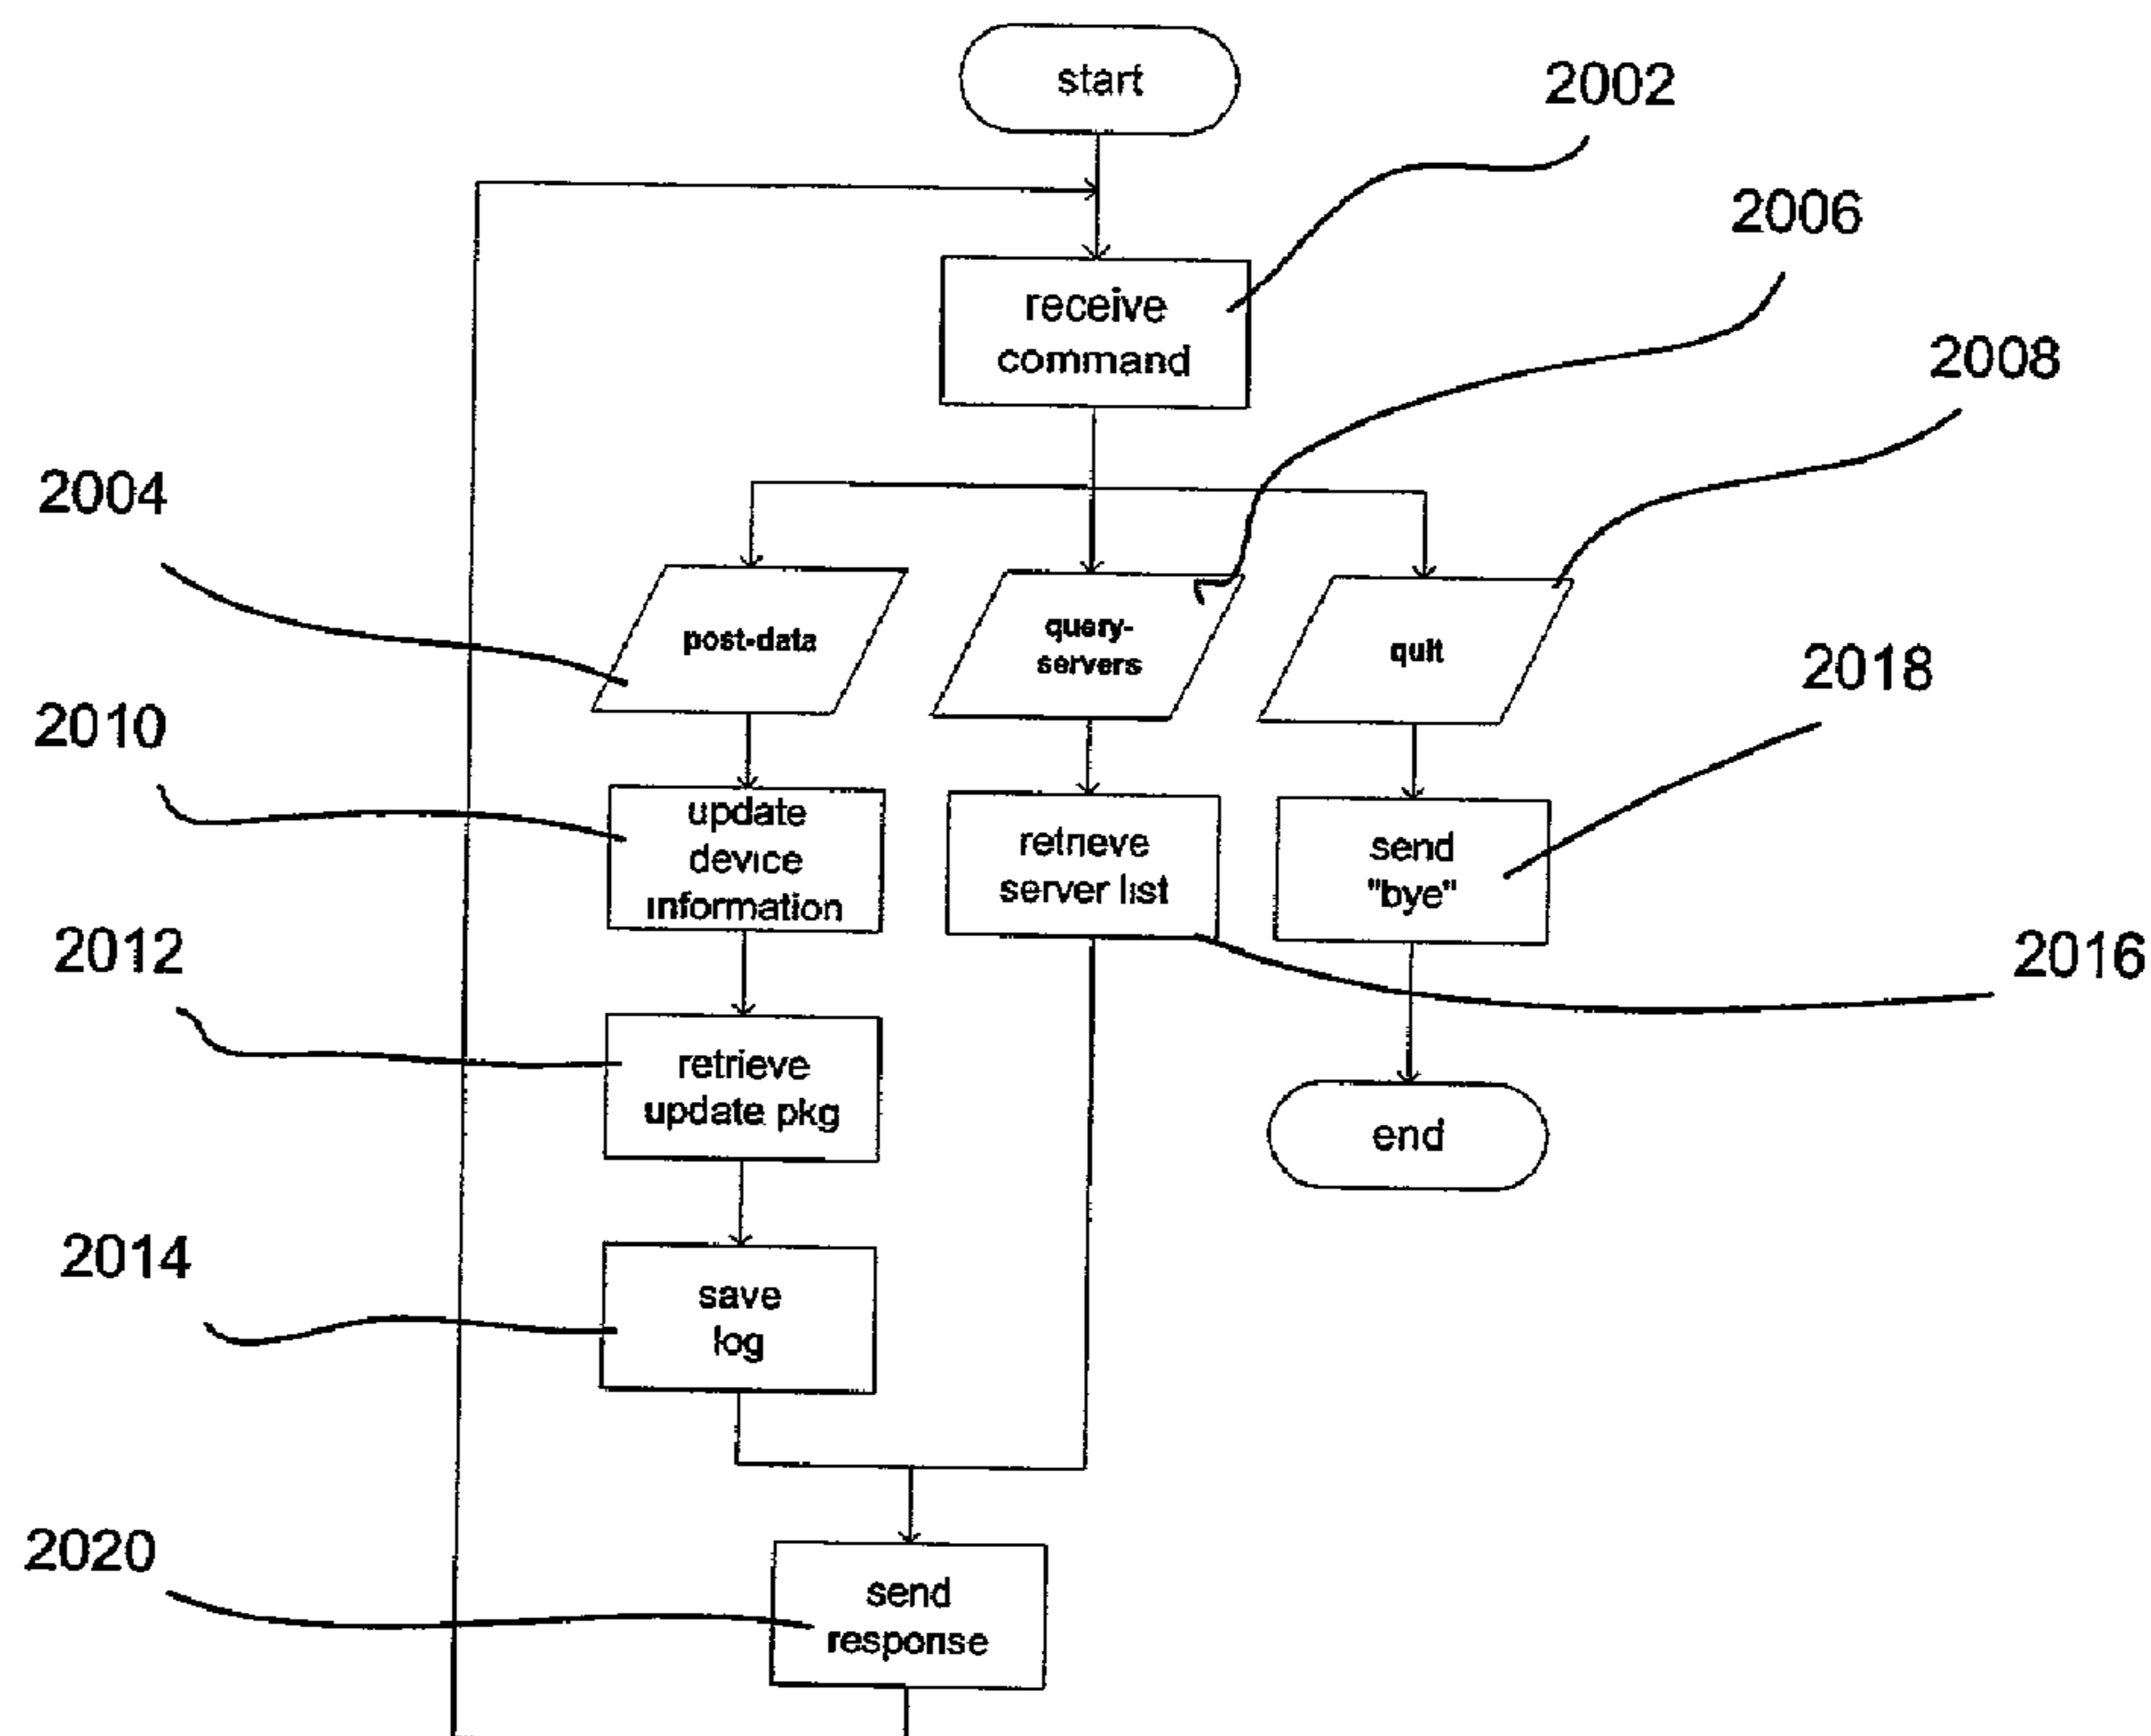 start
2002
2006
receive
command
2008
2004
post-data
query-
servers
quit
2018
2010
update
device
information
retrieve
server list
send
"bye"
2012
2016
retrieve
update pkg
end
2014
save
log
2020
send
response